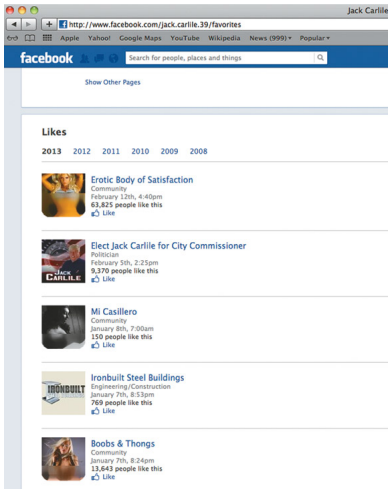 Jack Carlile
http://www.facebook.com/jack.carlile.39/favorites
Apple Yahoo! Google Maps YouTube Wikipedia News (999)▾ Popular▾
facebook Search for people, places and things
Show Other Pages
Likes
2013 2012 2011 2010 2009 2008
Erotic Body of Satisfaction
Community
February 12th, 4:40pm
63,825 people like this
Like
JACK
CARLILE
Elect Jack Carlile for City Commissioner
Politician
February 5th, 2:25pm
9,370 people like this
Like
Mi Casillero
Community
January 8th, 7:00am
150 people like this
Like
IRONBUILT
Ironbuilt Steel Buildings
Engineering/Construction
January 7th, 8:53pm
769 people like this
Like
Boobs & Thongs
Community
January 7th, 8:24pm
13,643 people like this
Like